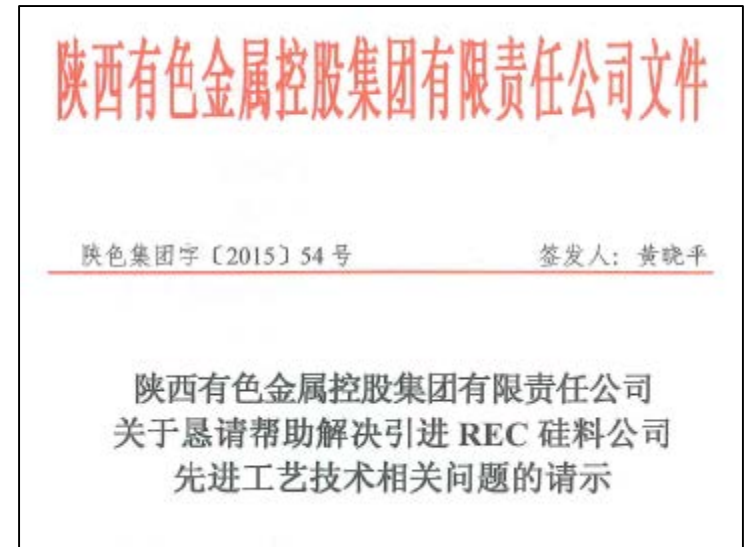 陕西有色金属控股集团有限责任公司文件
陕色集团字〔2015〕54号 签发人：黄晓平
陕西有色金属控股集团有限责任公司
关于恳请帮助解决引进 REC 硅料公司
先进工艺技术相关问题的请示